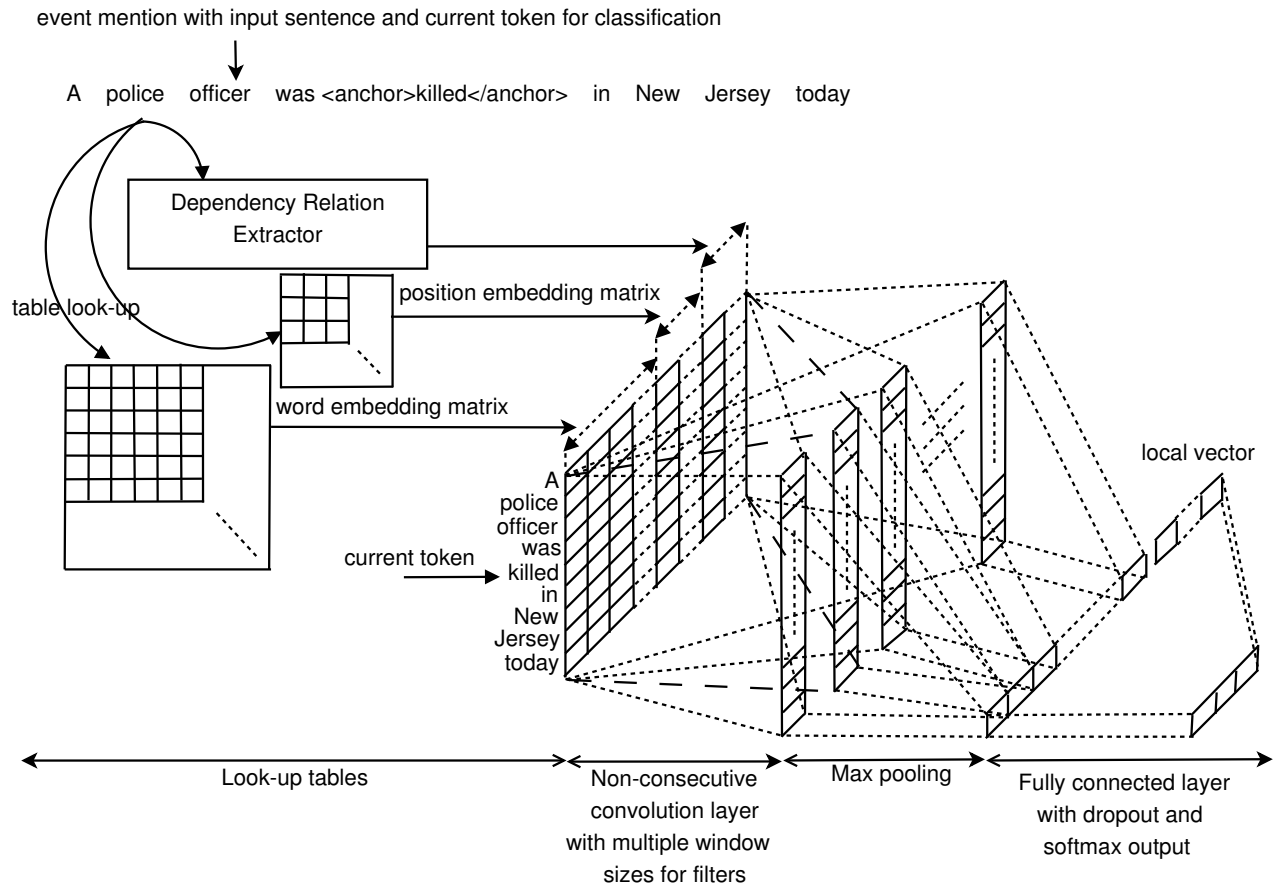 event mention with input sentence and current token for classification
A police officer was <anchor>killed</anchor> in New Jersey today
Dependency Relation
Extractor
table look-up
position embedding matrix
word embedding matrix
local vector
A
police
officer
was
current token
killed
in
New
Jersey
today
Look-up tables
Non-consecutive
convolution layer
with multiple window
sizes for filters
Max pooling
Fully connected layer
with dropout and
softmax output